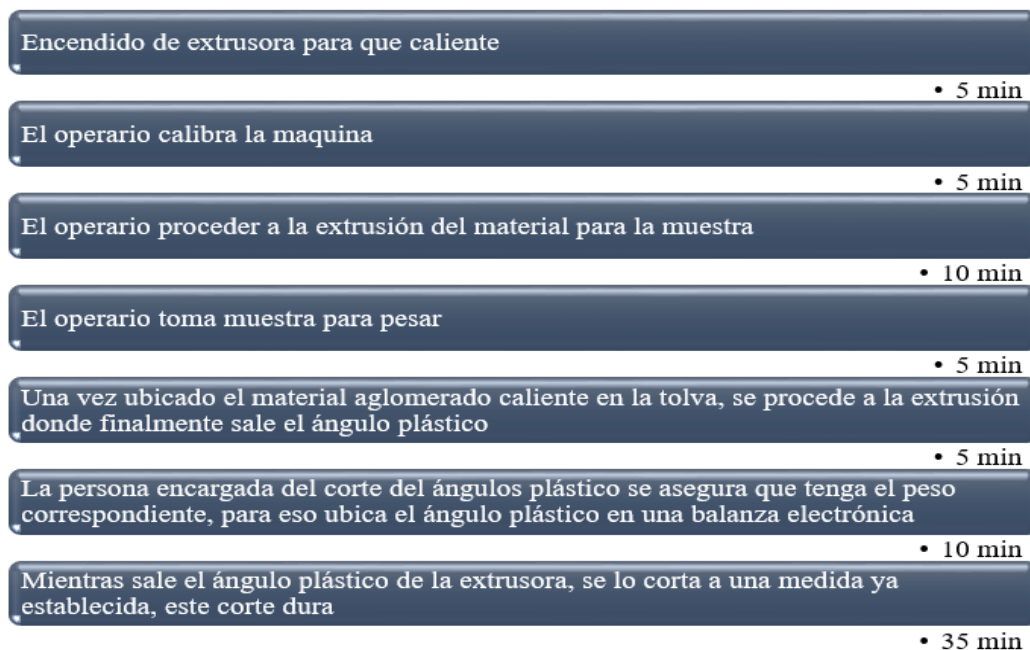 Encendido de extrusora para que caliente
• 5 min
El operario calibra la maquina
• 5 min
El operario proceder a la extrusión del material para la muestra
• 10 min
El operario toma muestra para pesar
• 5 min
Una vez ubicado el material aglomerado caliente en la tolva, se procede a la extrusión
donde finalmente sale el ángulo plástico
• 5 min
La persona encargada del corte del ángulos plástico se asegura que tenga el peso
correspondiente, para eso ubica el ángulo plástico en una balanza electrónica
• 10 min
Mientras sale el ángulo plástico de la extrusora, se lo corta a una medida ya
establecida, este corte dura
• 35 min